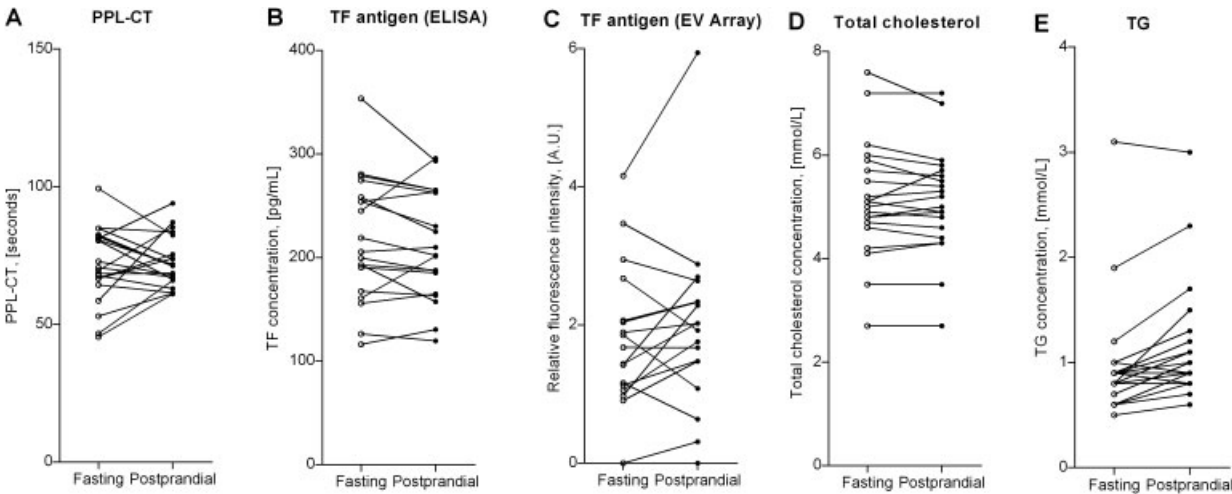 A PPL-CT
PPL-CT, [seconds]
150
100
50
0
Fasting Postprandial
B TF antigen (ELISA)
TF concentration, [pg/mL]
400
300
200
100
0
Fasting Postprandial
C TF antigen (EV Array)
Relative fluorescence intensity, [A.U.]
6
4
2
0
Fasting Postprandial
D Total cholesterol
Total cholesterol concentration, [mmol/L]
8
6
4
2
0
Fasting Postprandial
E TG
TG concentration, [mmol/L]
4
3
2
1
0
Fasting Postprandial